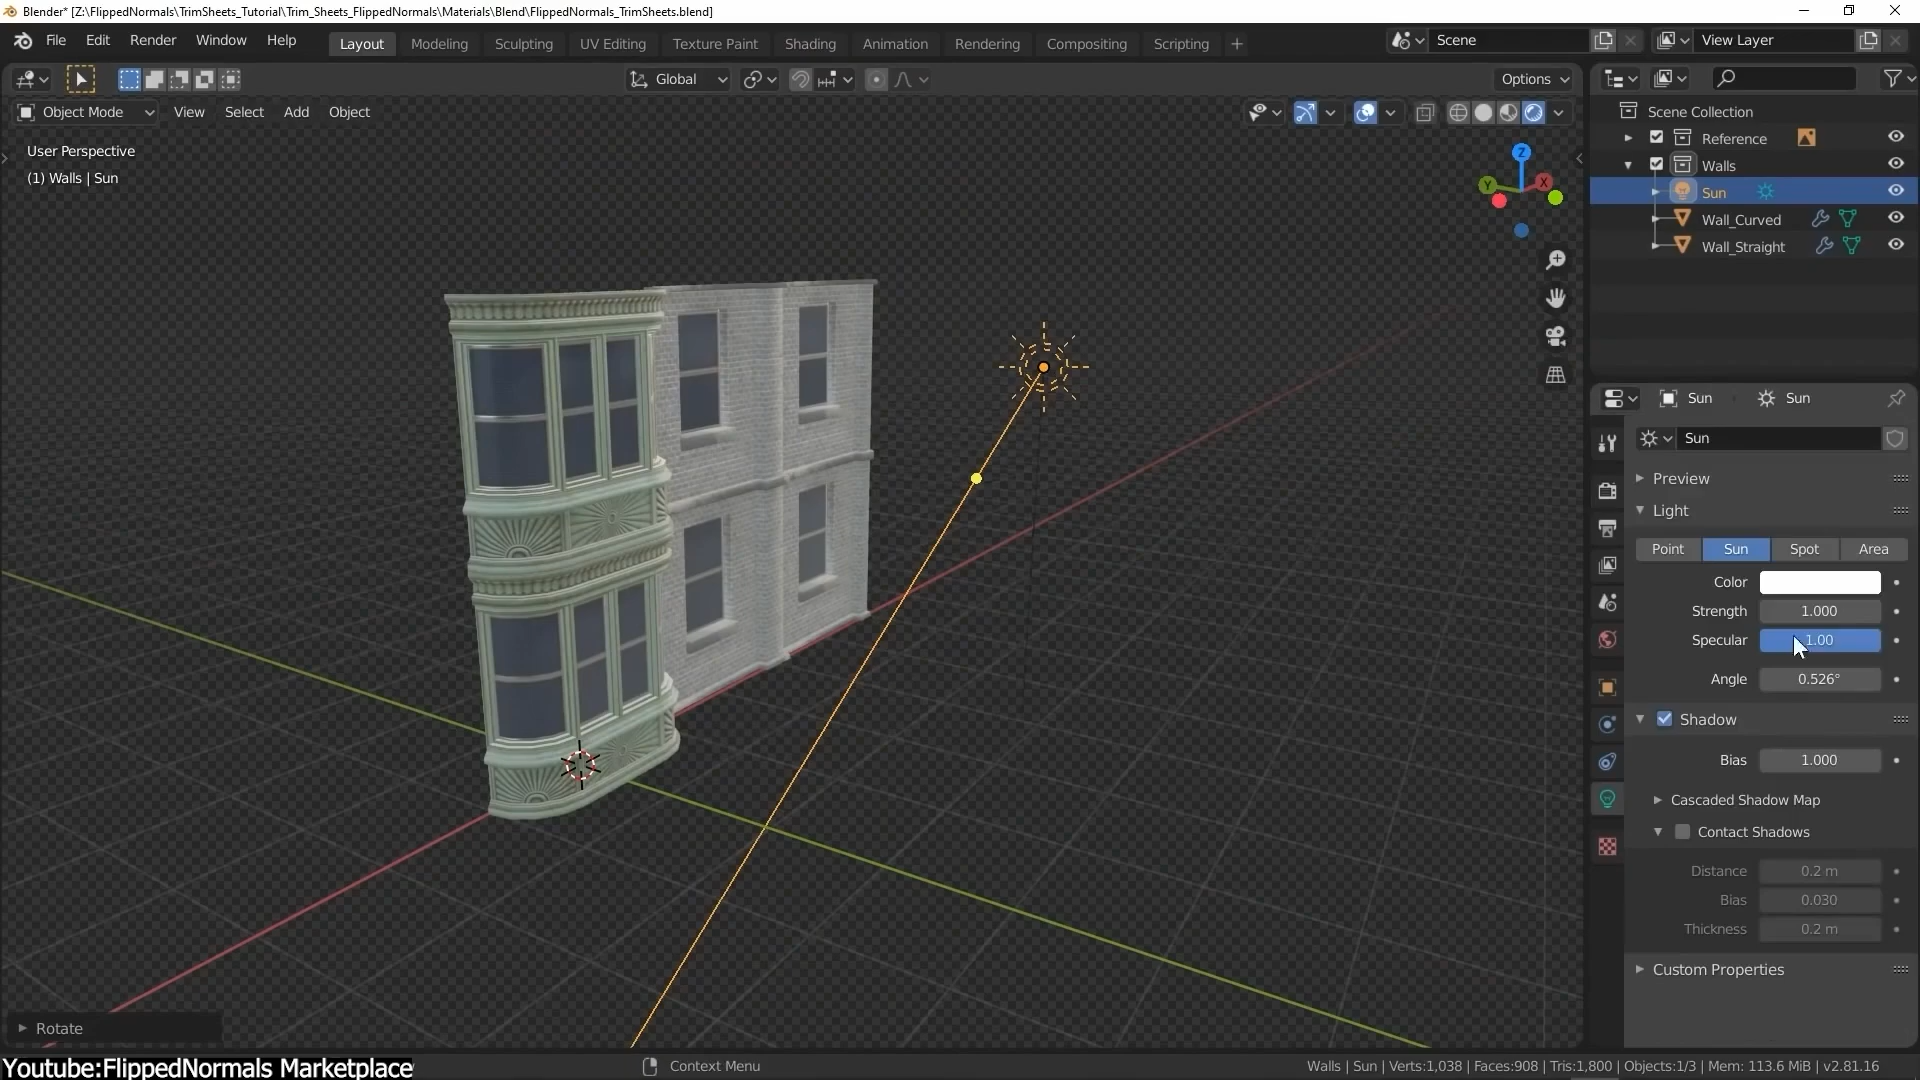 Blender* [Z:\FlippedNormals\TrimSheets_Tutorial\Trim_Sheets_FlippedNormals\Materials\Blend\FlippedNormals_TrimSheets.blend]
File Edit Render Window Help Layout Modeling Sculpting UV Editing Texture Paint Shading Animation Rendering Compositing Scripting + Scene View Layer
Global Options
Object Mode View Select Add Object
User Perspective
(1) Walls | Sun
Z
Y
X
Scene Collection
Reference
Walls
Sun
Wall_Curved
Wall_Straight
Sun Sun
Sun
Preview
Light
Point Sun Spot Area
Color
Strength 1.000
Specular 1.00
Angle 0.526°
Shadow
Bias 1.000
Cascaded Shadow Map
Contact Shadows
Distance 0.2 m
Bias 0.030
Thickness 0.2 m
Custom Properties
Rotate
Youtube:FlippedNormals Marketplace
Context Menu
Walls | Sun | Verts:1,038 | Faces:908 | Tris:1,800 | Objects:1/3 | Mem: 113.6 MiB | v2.81.16